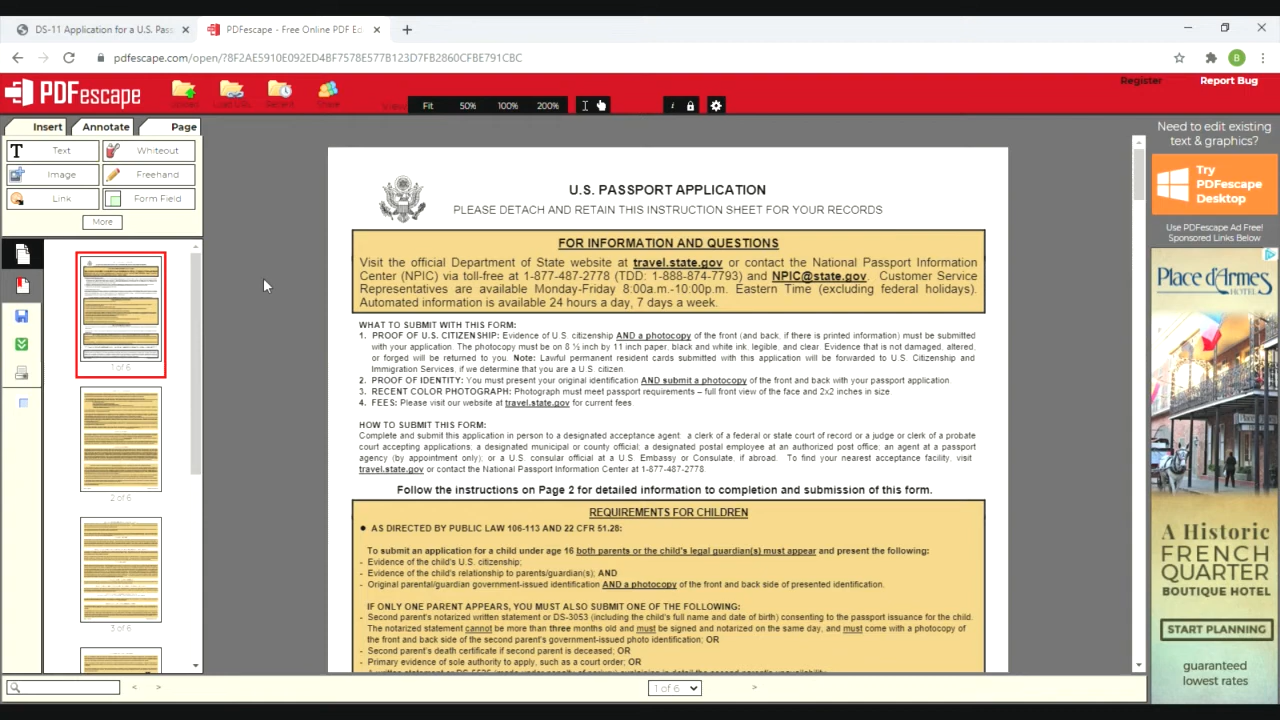 DS-11 Application for a U.S. Pas
PDFescape - Free Online PDF Ed
pdfescape.com/open/?8F2AE5910E092ED4BF7578E577B123D7FB2860CFBE791CBC
B
PDFescape
Recent
Share
View
Fit 50% 100% 200%
Register
Report Bug
Insert Annotate Page
Text Whiteout
Image Freehand
Link Form Field
More
1 of 6
2 of 6
3 of 6
U.S. PASSPORT APPLICATION
PLEASE DETACH AND RETAIN THIS INSTRUCTION SHEET FOR YOUR RECORDS
FOR INFORMATION AND QUESTIONS
Visit the official Department of State website at travel.state.gov or contact the National Passport Information
Center (NPIC) via toll-free at 1-877-487-2778 (TDD: 1-888-874-7793) and NPIC@state.gov. Customer Service
Representatives are available Monday-Friday 8:00a.m.-10:00p.m. Eastern Time (excluding federal holidays).
Automated information is available 24 hours a day, 7 days a week.
WHAT TO SUBMIT WITH THIS FORM:
1. PROOF OF U.S. CITIZENSHIP: Evidence of U.S. citizenship AND a photocopy of the front (and back, if there is printed information) must be submitted
with your application. The photocopy must be on 8 ½ inch by 11 inch paper, black and white ink, legible, and clear. Evidence that is not damaged, altered,
or forged will be returned to you. Note: Lawful permanent resident cards submitted with this application will be forwarded to U.S. Citizenship and
Immigration Services, if we determine that you are a U.S. citizen.
2. PROOF OF IDENTITY: You must present your original identification AND submit a photocopy of the front and back with your passport application.
3. RECENT COLOR PHOTOGRAPH: Photograph must meet passport requirements – full front view of the face and 2x2 inches in size.
4. FEES: Please visit our website at travel.state.gov for current fees.
HOW TO SUBMIT THIS FORM:
Complete and submit this application in person to a designated acceptance agent: a clerk of a federal or state court of record or a judge or clerk of a probate
court accepting applications; a designated municipal or county official; a designated postal employee at an authorized post office; an agent at a passport
agency (by appointment only); or a U.S. consular official at a U.S. Embassy or Consulate, if abroad. To find your nearest acceptance facility, visit
travel.state.gov or contact the National Passport Information Center at 1-877-487-2778.
Follow the instructions on Page 2 for detailed information to completion and submission of this form.
REQUIREMENTS FOR CHILDREN
● AS DIRECTED BY PUBLIC LAW 106-113 AND 22 CFR 51.28:
To submit an application for a child under age 16 both parents or the child's legal guardian(s) must appear and present the following:
- Evidence of the child's U.S. citizenship;
- Evidence of the child's relationship to parents/guardian(s); AND
- Original parental/guardian government-issued identification AND a photocopy of the front and back side of presented identification.
IF ONLY ONE PARENT APPEARS, YOU MUST ALSO SUBMIT ONE OF THE FOLLOWING:
- Second parent's notarized written statement or DS-3053 (including the child's full name and date of birth) consenting to the passport issuance for the child.
The notarized statement cannot be more than three months old and must be signed and notarized on the same day, and must come with a photocopy of
the front and back side of the second parent's government-issued photo identification; OR
- Second parent's death certificate if second parent is deceased; OR
- Primary evidence of sole authority to apply, such as a court order; OR
< >
1 of 6
>
Need to edit existing
text & graphics?
Try
PDFescape
Desktop
Use PDFescape Ad Free!
Sponsored Links Below
Place d'Armes
HOTEL
A Historic
FRENCH
QUARTER
BOUTIQUE HOTEL
START PLANNING
guaranteed
lowest rates